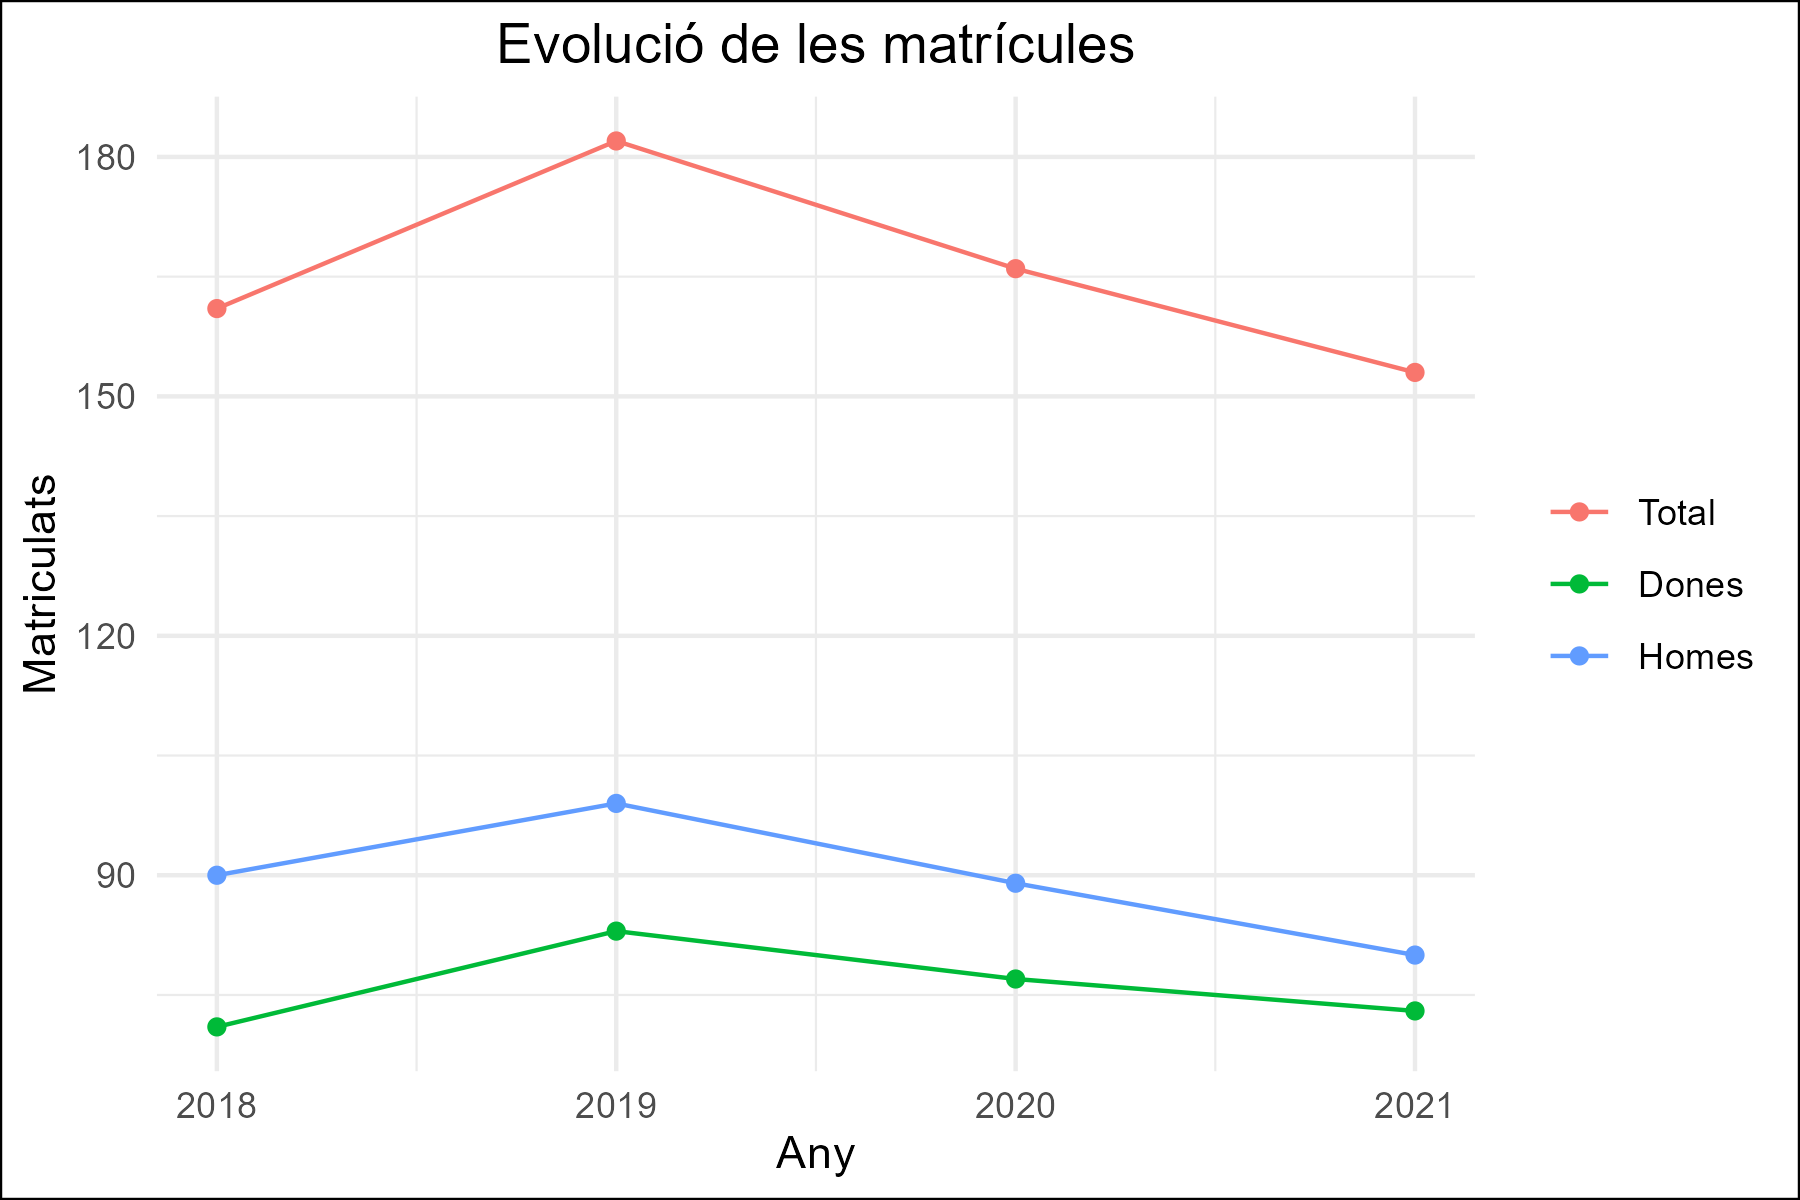 Evolució de les matrícules
180
150
120
90
Matriculats
2018 2019 2020 2021
Any
Total
Dones
Homes